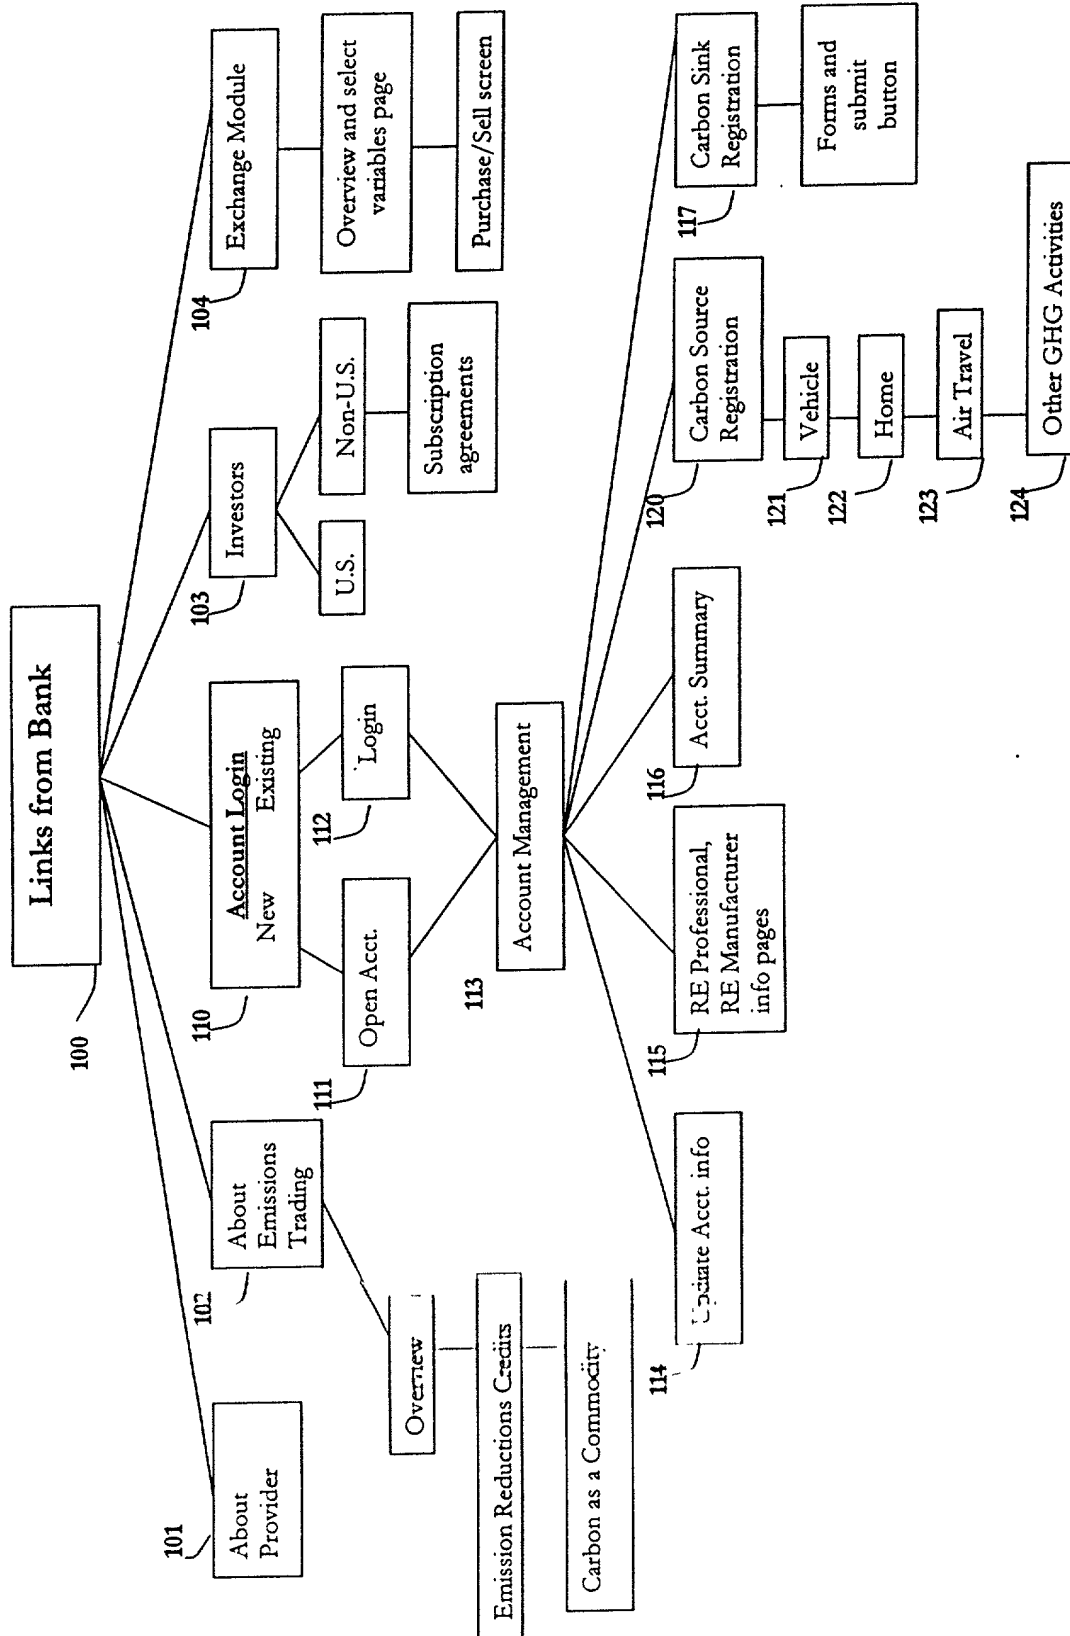 Links from Bank
100
101
About
Provider
102
About
Emissions
Trading
110
Account Login
New Existing
103
Investors
104
Exchange Module
Overview
Emission Reductions Credits
Carbon as a Commodity
111
Open Acct.
112
Login
U.S.
Non-U.S.
Subscription
agreements
Overview and select
variables page
Purchase/Sell screen
113
Account Management
114
Update Acct. info
115
RE Professional,
RE Manufacturer
info pages
116
Acct. Summary
120
Carbon Source
Registration
121
Vehicle
122
Home
123
Air Travel
124
Other GHG Activities
117
Carbon Sink
Registration
Forms and
submit
button